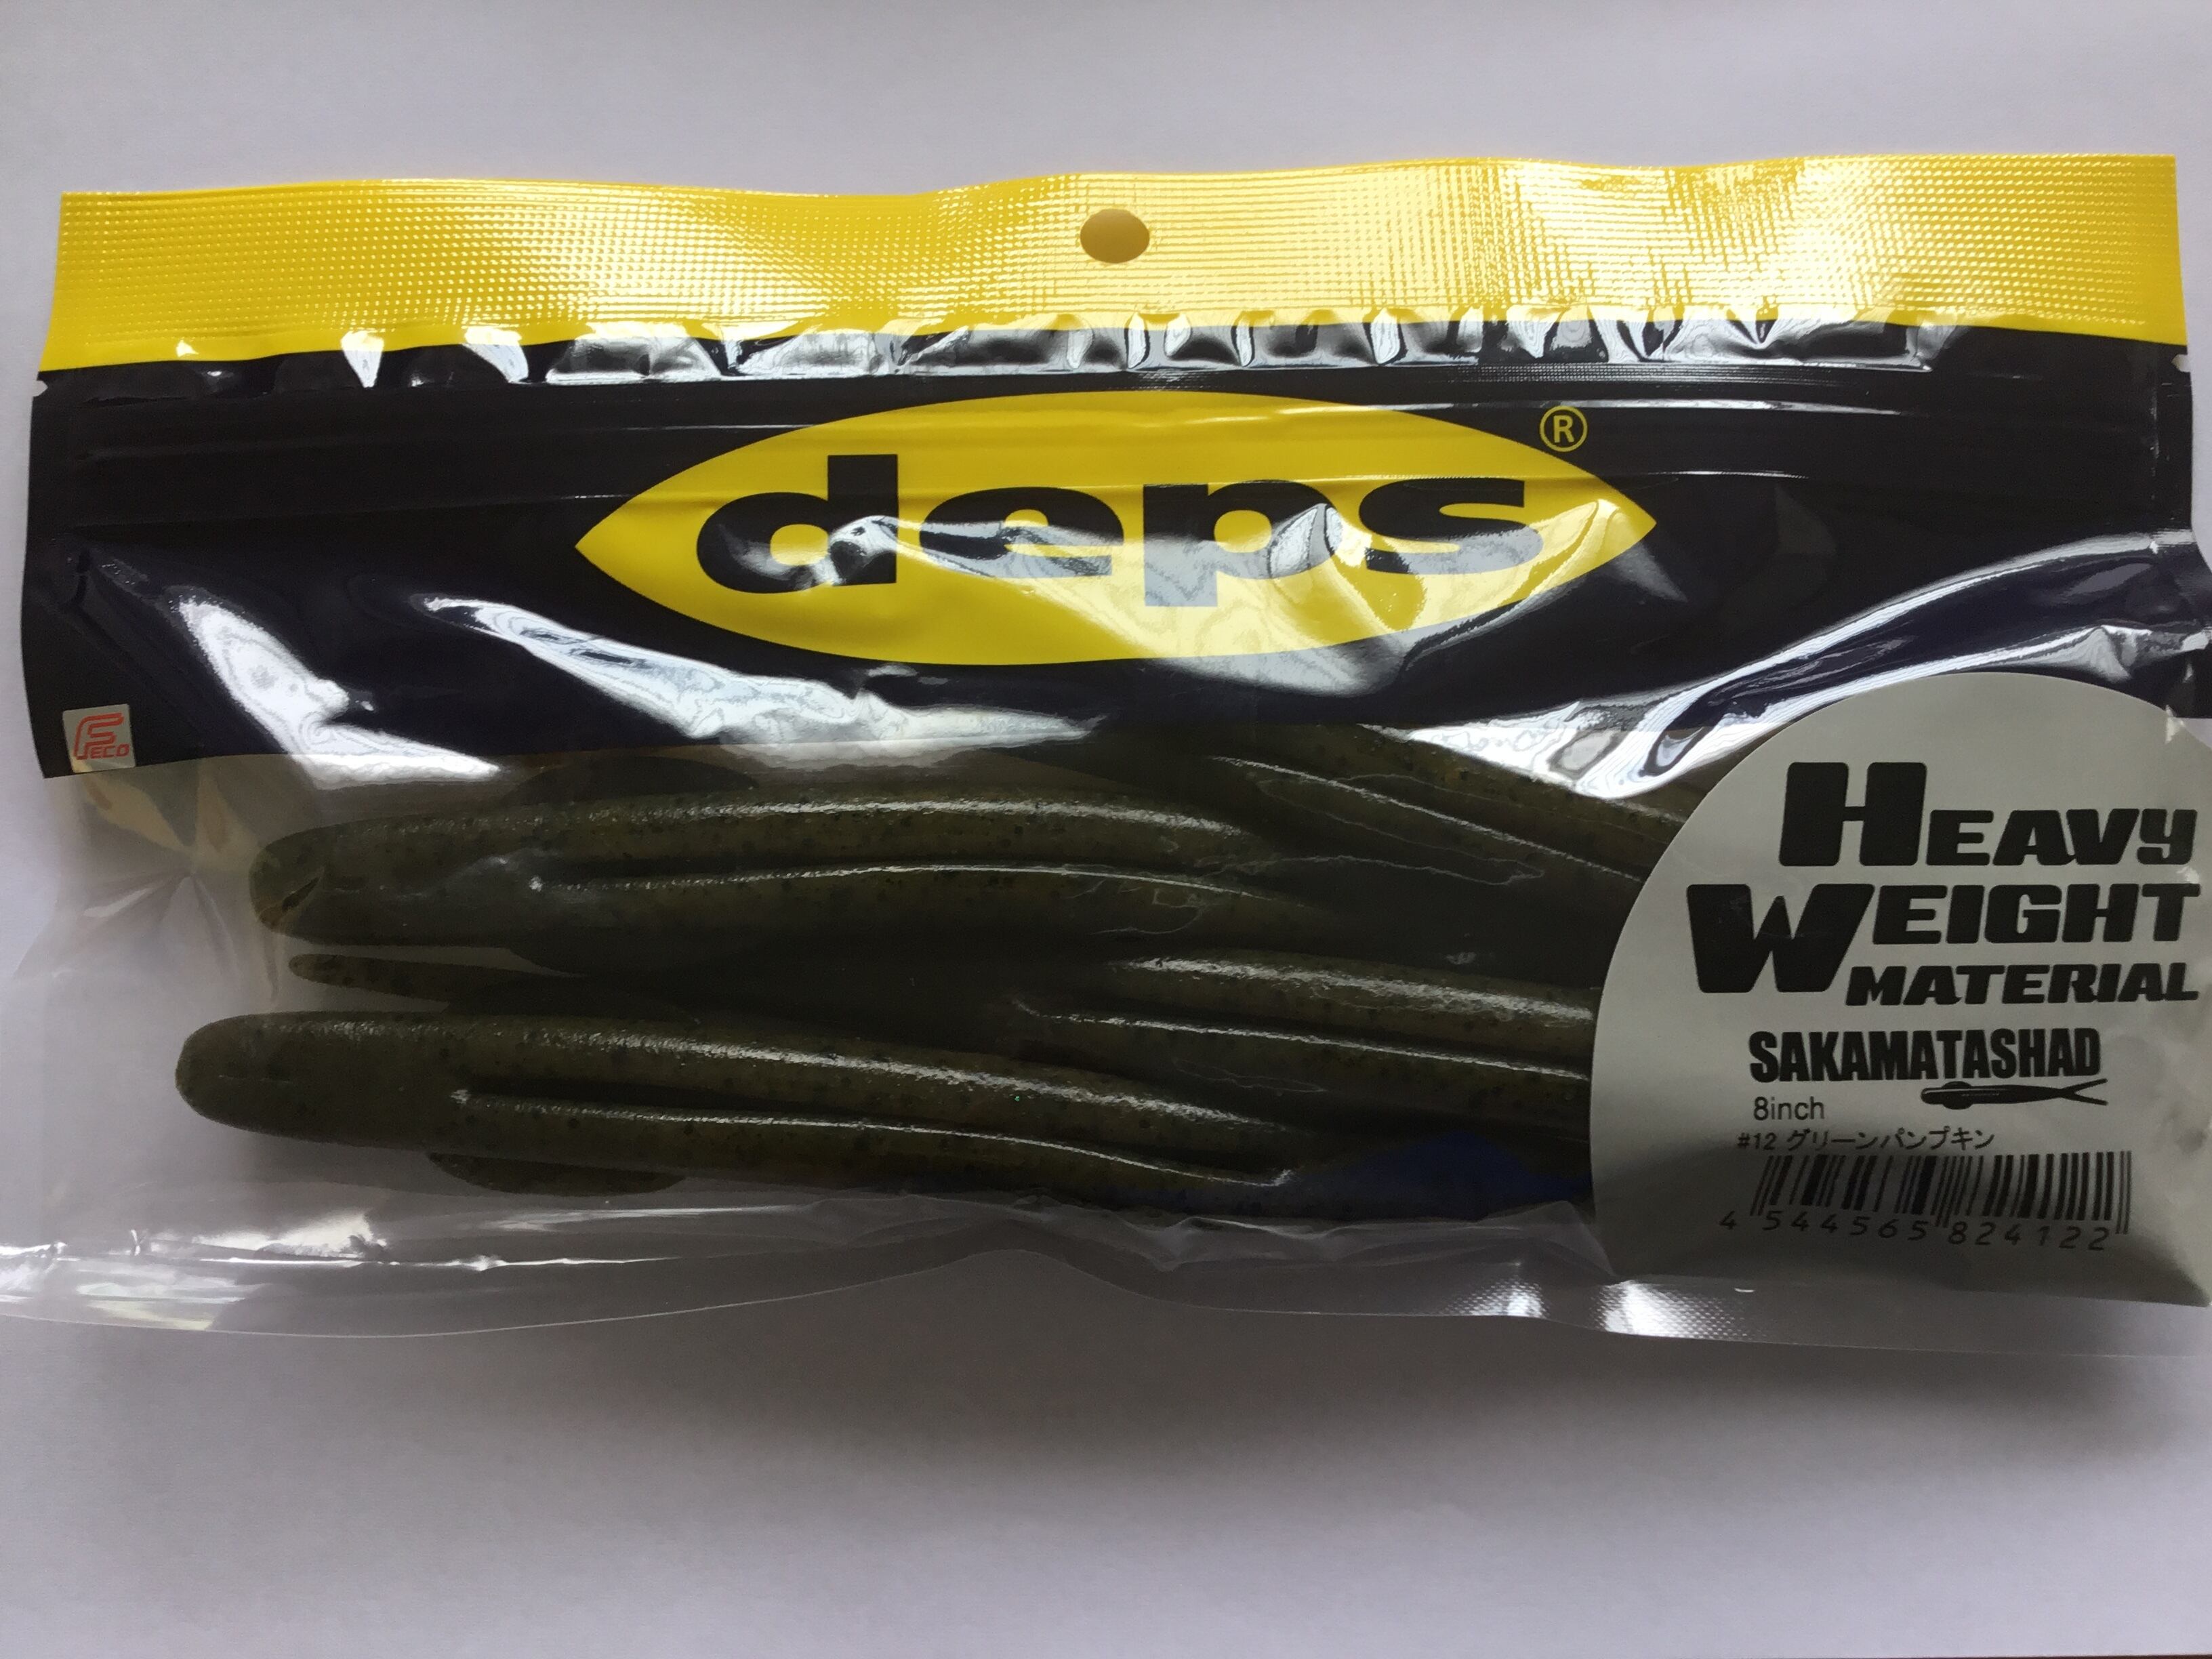 deps®
FECO
HEAVY
WEIGHT
MATERIAL
SAKAMATASHAD
8inch
#12 グリーンパンプキン
4 544565 824122